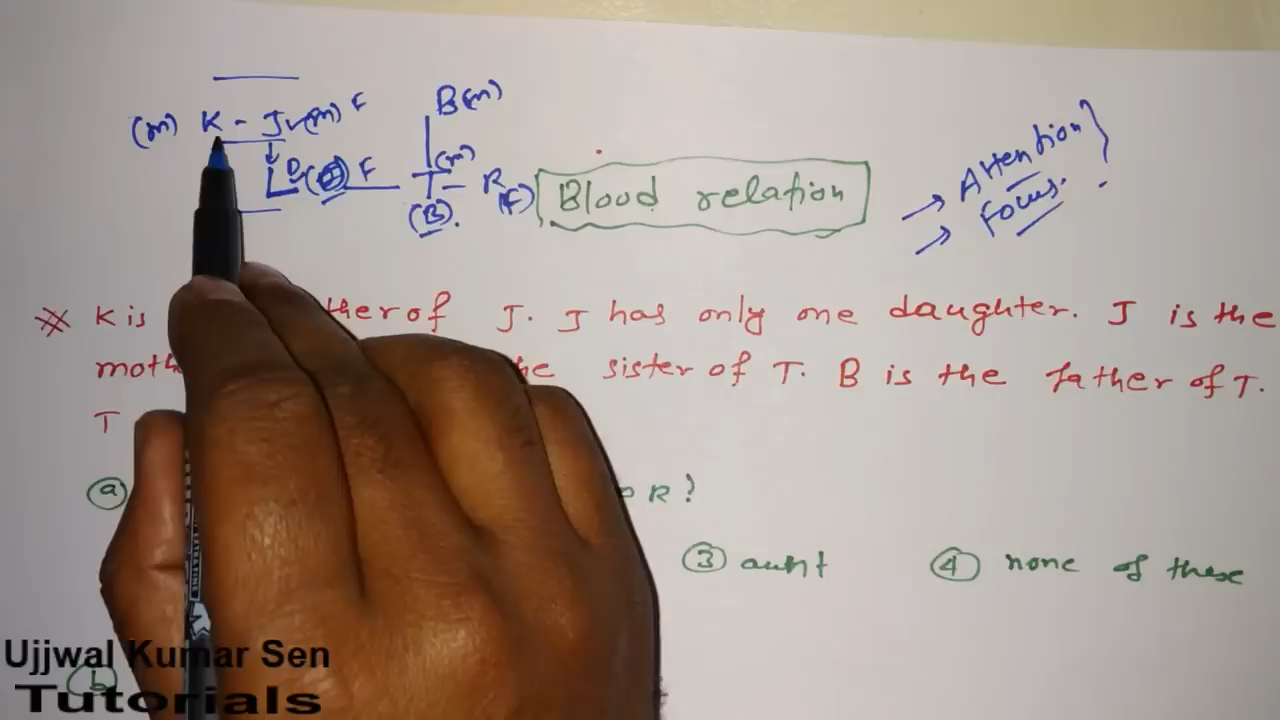 B(m)
(m) K - J (m) F
(m)
D F T - R (F)
(B).
Blood relation
→ Attention
→ Focus.
K is ther of J. J has only one daughter. J is the
moth he sister of T. B is the father of T.
T
(a) R?
(3) aunt (4) none of these
(b)
Ujjwal Kumar Sen
Tutorials